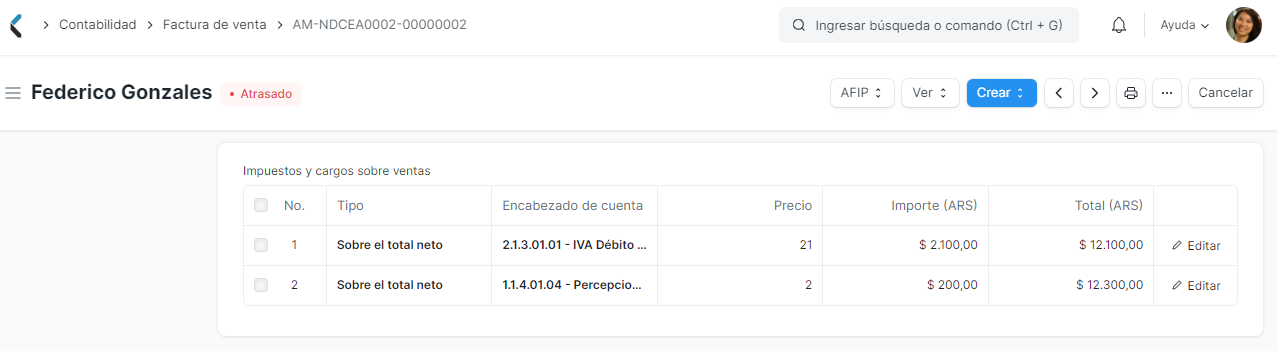 Contabilidad Factura de venta AM-NDCEA0002-00000002 Ingresar búsqueda o comando (Ctrl + G) Ayuda
Federico Gonzales Atrasado AFIP Ver Crear ... Cancelar
Impuestos y cargos sobre ventas
No. Tipo Encabezado de cuenta Precio Importe (ARS) Total (ARS)
1 Sobre el total neto 2.1.3.01.01 - IVA Débito ... 21 $ 2.100,00 $ 12.100,00 Editar
2 Sobre el total neto 1.1.4.01.04 - Percepcio... 2 $ 200,00 $ 12.300,00 Editar